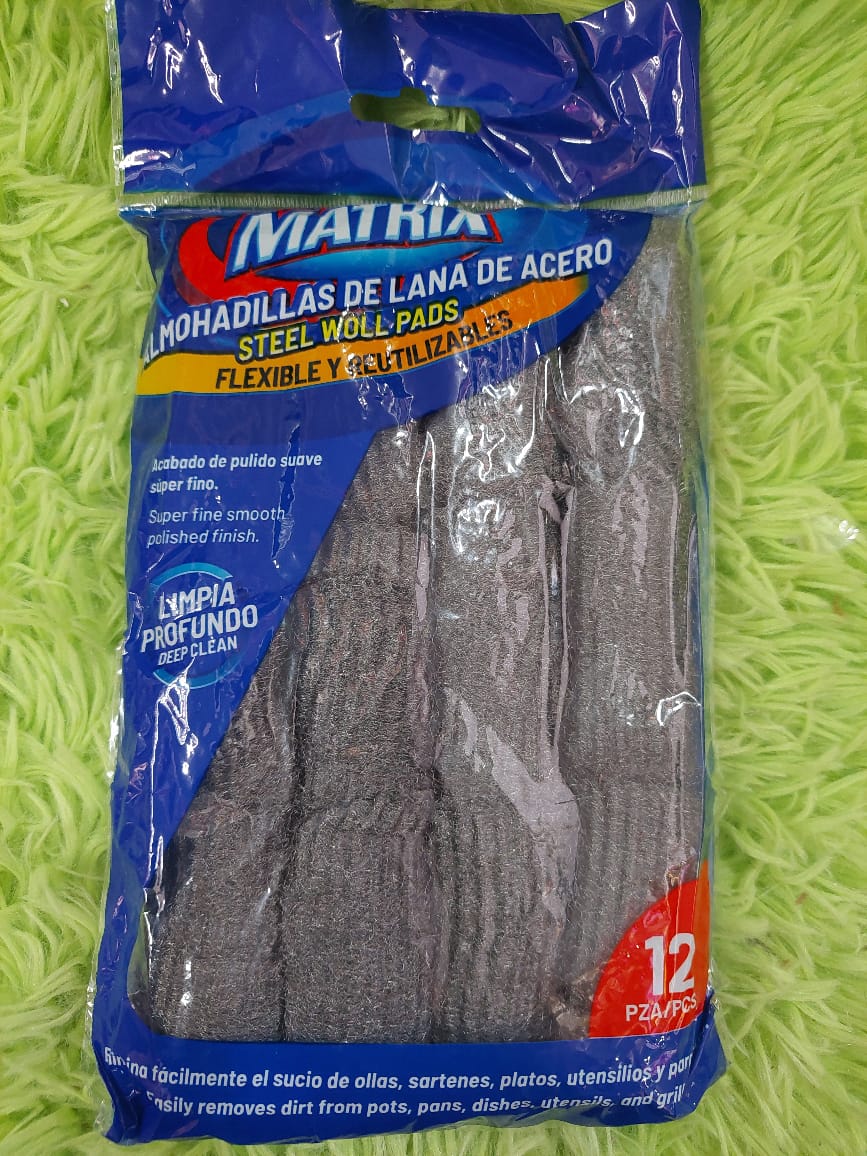 MATRIX
ALMOHADILLAS DE LANA DE ACERO
STEEL WOLL PADS
FLEXIBLE Y REUTILIZABLES
Acabado de pulido suave
súper fino.
Super fine smooth
polished finish.
LIMPIA
PROFUNDO
DEEP CLEAN
12
PZA/PCS
fácilmente el sucio de ollas, sartenes, platos, utensilios y
Easily removes dirt from pots, pans, dishes, utensils, and grill